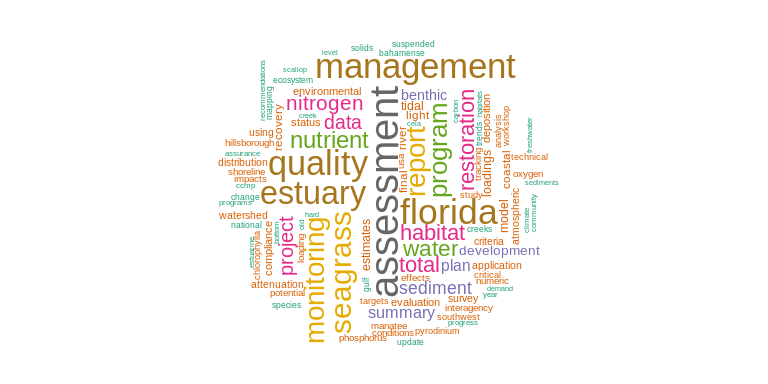 suspended
solids
level
bahamense
management
scallop
ecosystem
recommendations
mapping
environmental
benthic
nitrogen
tidal
creek
light
carbon
habitats
status
data
cera
deposition
workshop
recovery
using
nutrient
river
report
program
restoration
trends
analysis
hillsborough
freshwater
assurance
quality
assessment
usa
final
tracking
loadings
coastal
technical
distribution
shoreline
impacts
oxygen
sediments
ccmp
estuary
study
change
programs
florida
model
atmospheric
watershed
hard
national
old
bottom
project
monitoring
seagrass
estimates
habitat
creeks
climate
community
estuarine
chlorophylla
compliance
loading
water
criteria
development
total
plan
application
effects
critical
numeric
attenuation
gulf
sediment
demand
potential
targets
evaluation
survey
year
species
summary
interagency
southwest
manatee
progress
conditions
pyrodinium
phosphorus
update